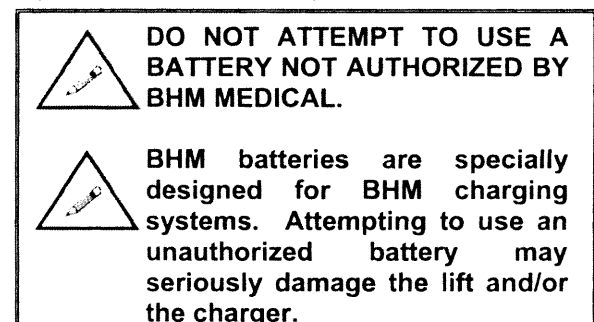 DO NOT ATTEMPT TO USE A
BATTERY NOT AUTHORIZED BY
BHM MEDICAL.
BHM batteries are specially
designed for BHM charging
systems. Attempting to use an
unauthorized battery may
seriously damage the lift and/or
the charger.